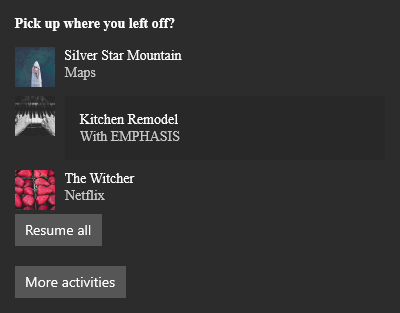 Pick up where you left off?
Silver Star Mountain
Maps
Kitchen Remodel
With EMPHASIS
The Witcher
Netflix
Resume all
More activities